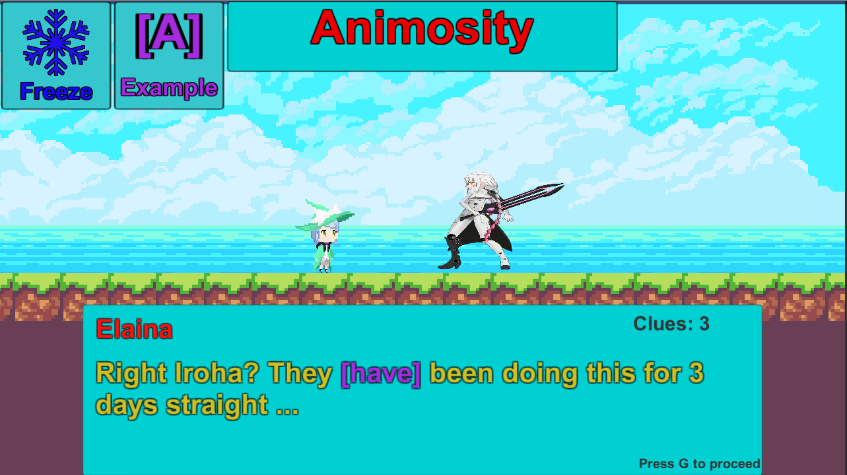 Animosity
[A]
Freeze
Example
Elaina
Clues: 3
Right Iroha? They [have] been doing this for 3
days straight ...
Press G to proceed